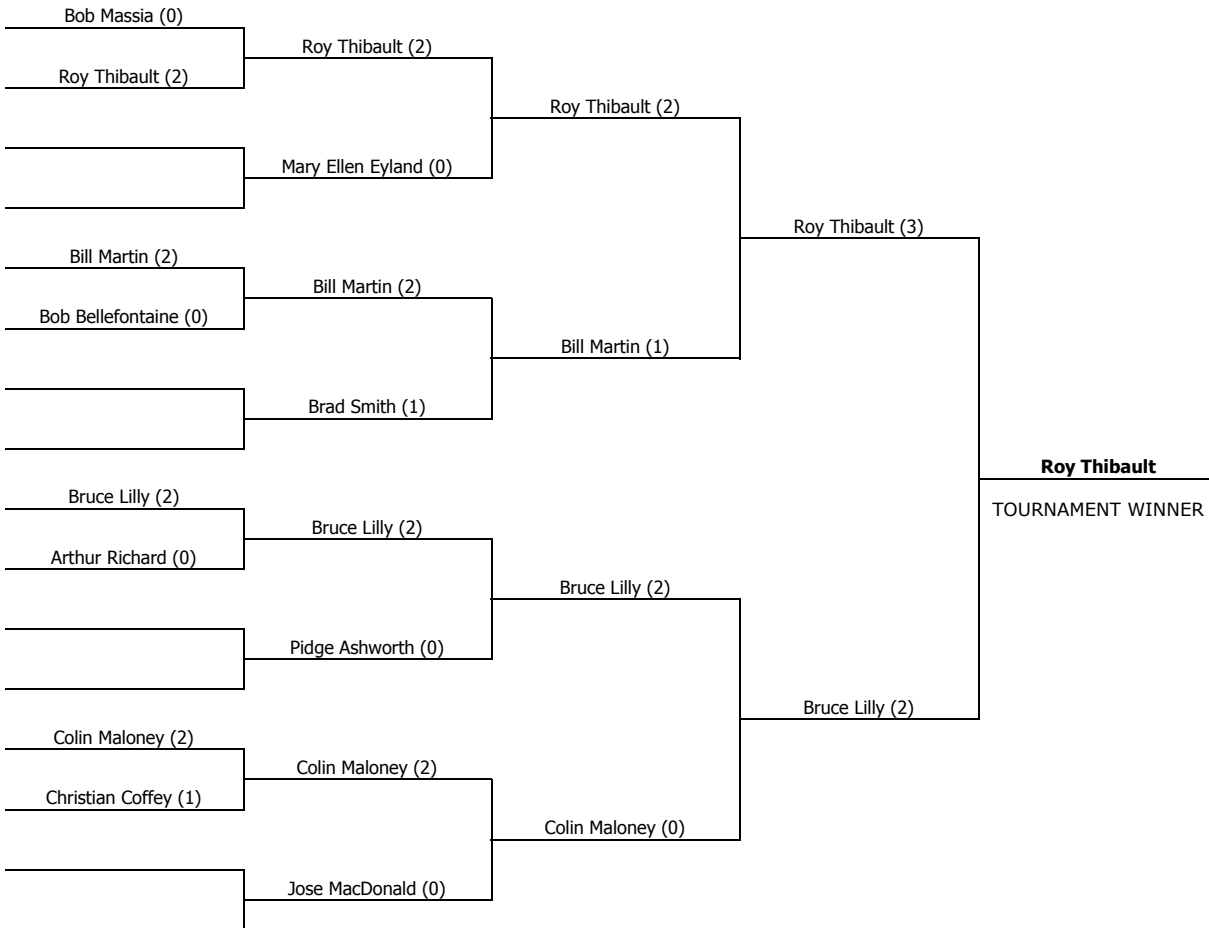 Bob Massia (0)
Roy Thibault (2)
Roy Thibault (2)
Roy Thibault (2)
Mary Ellen Eyland (0)
Roy Thibault (3)
Bill Martin (2)
Bill Martin (2)
Bob Bellefontaine (0)
Bill Martin (1)
Brad Smith (1)
Roy Thibault
Bruce Lilly (2)
TOURNAMENT WINNER
Bruce Lilly (2)
Arthur Richard (0)
Bruce Lilly (2)
Pidge Ashworth (0)
Bruce Lilly (2)
Colin Maloney (2)
Colin Maloney (2)
Christian Coffey (1)
Colin Maloney (0)
Jose MacDonald (0)